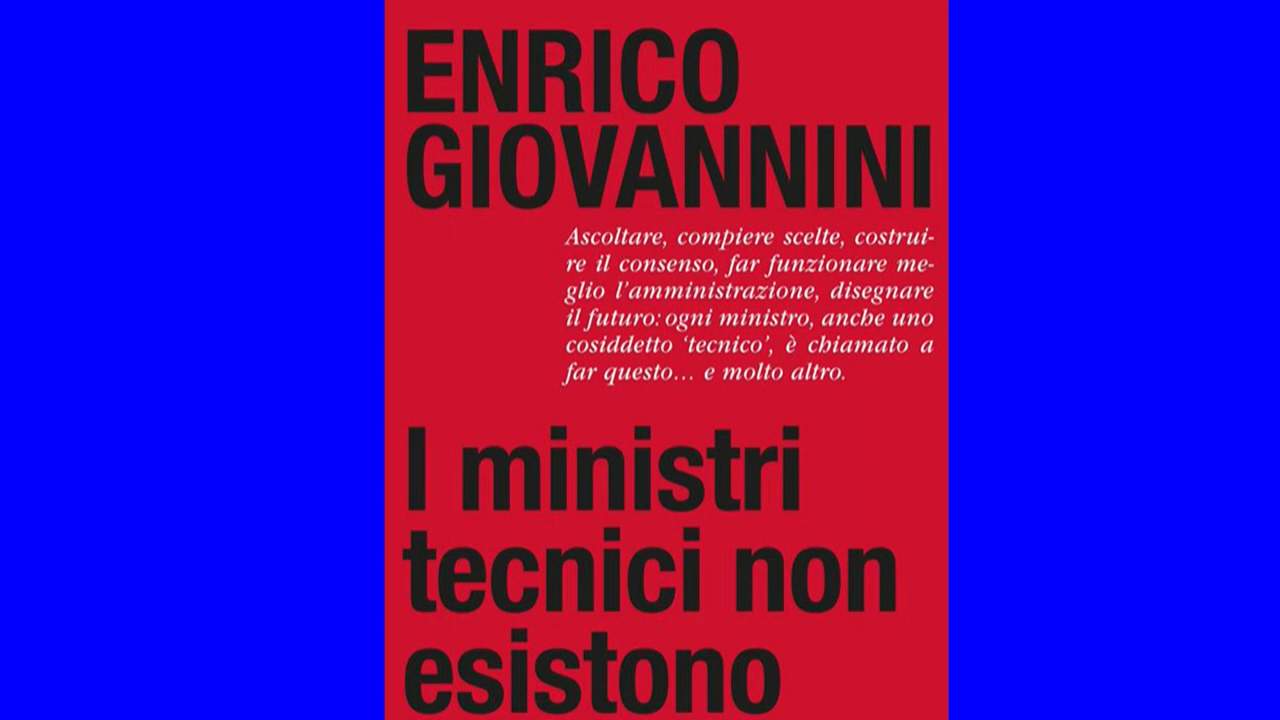 ENRICO
GIOVANNINI
Ascoltare, compiere scelte, costrui-
re il consenso, far funzionare me-
glio l'amministrazione, disegnare
il futuro: ogni ministro, anche uno
cosiddetto ‘tecnico’, è chiamato a
far questo... e molto altro.
I ministri
tecnici non
esistono